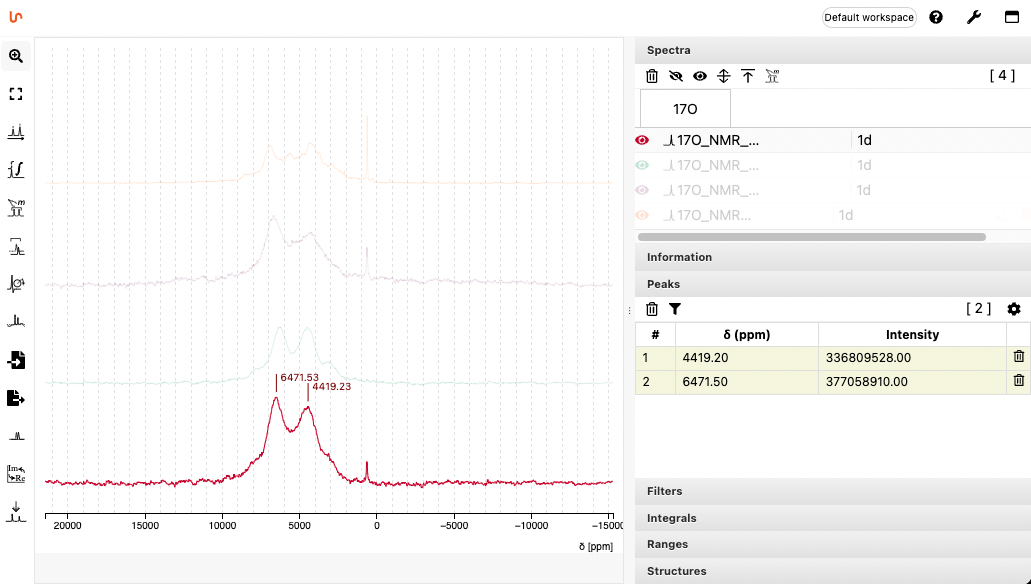 Default workspace
Spectra
[ 4 ]
17O
17O_NMR_... 1d
17O_NMR_... 1d
17O_NMR_... 1d
17O_NMR... 1d
Information
Peaks
[ 2 ]
# δ (ppm) Intensity
1 4419.20 336809528.00
2 6471.50 377058910.00
Filters
Integrals
Ranges
Structures
6471.53
4419.23
20000 15000 10000 5000 0 −5000 −10000 −15000
δ [ppm]
m
Im
Re